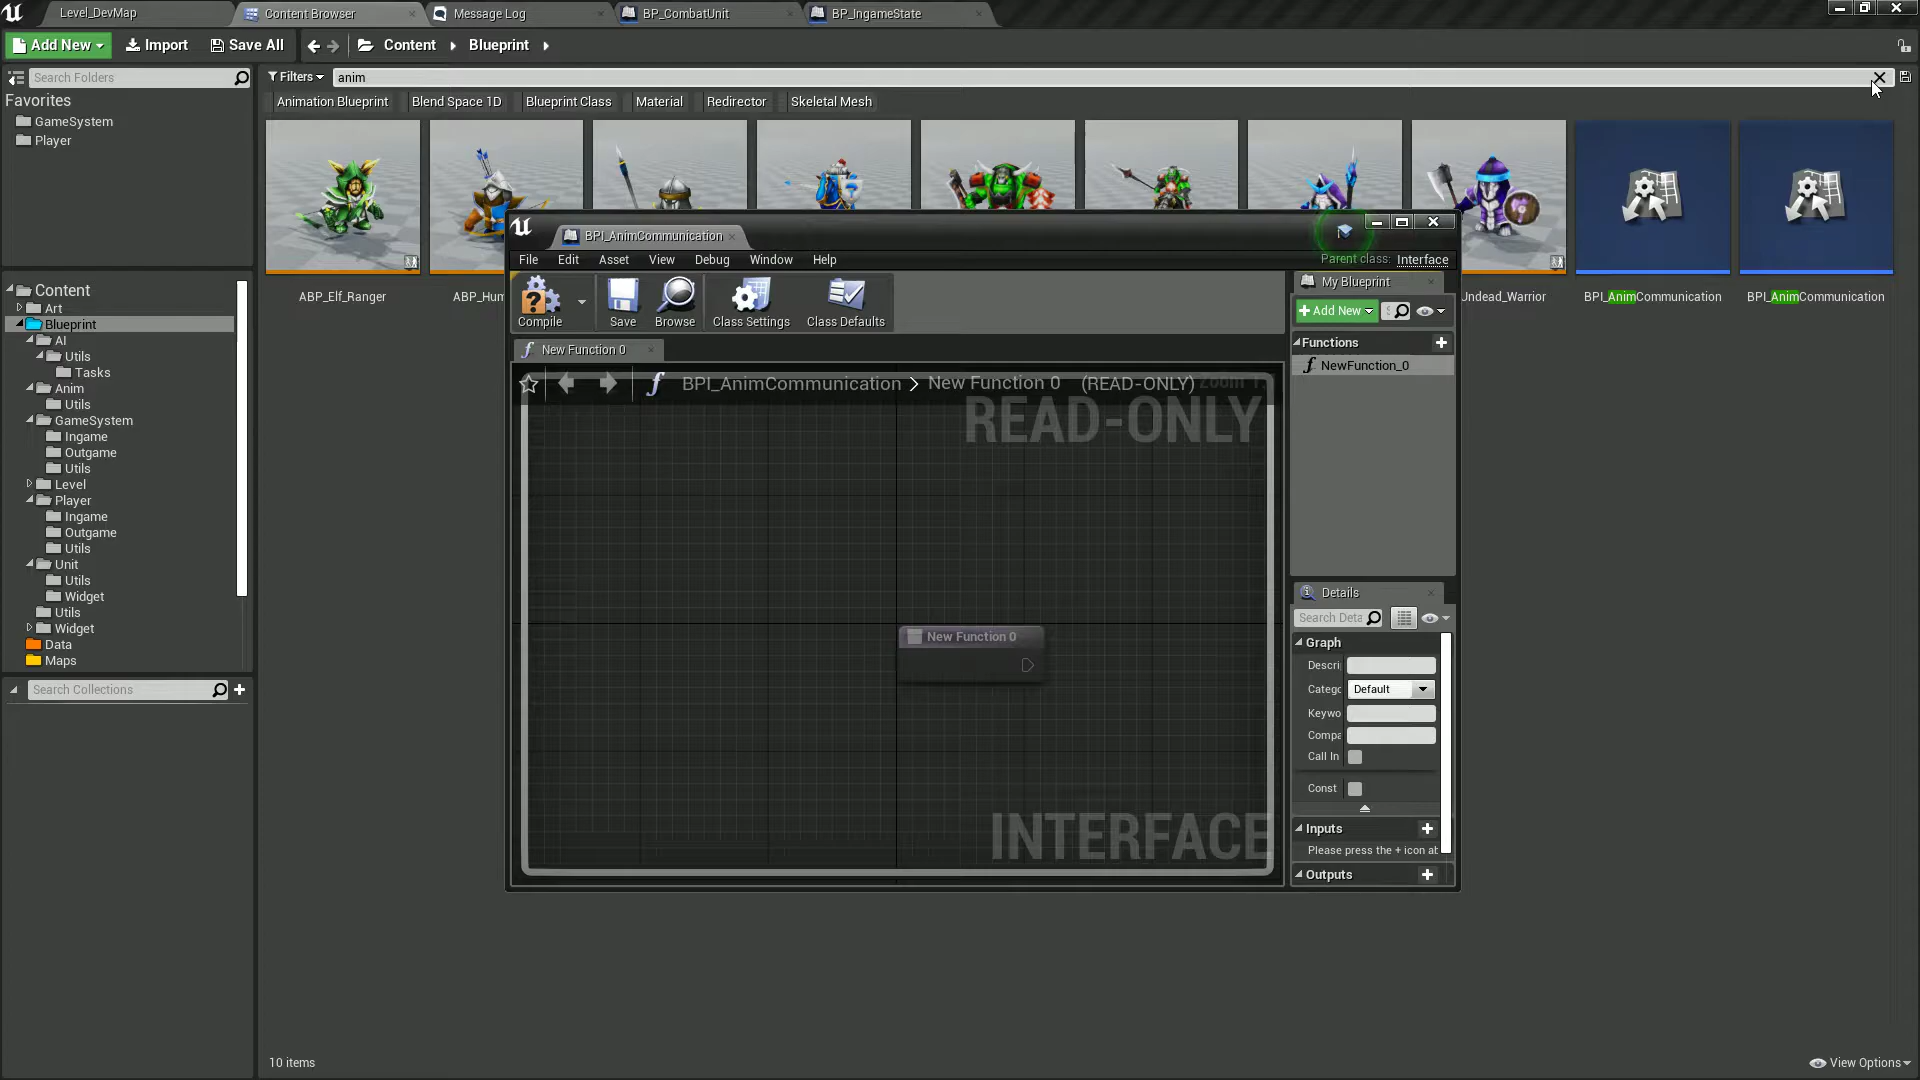 Level_DevMap
Content Browser
Message Log
BP_CombatUnit
BP_IngameState
Add New
Import
Save All
Content
Blueprint
Search Folders
Filters
anim
Favorites
GameSystem
Player
Animation Blueprint
Blend Space 1D
Blueprint Class
Material
Redirector
Skeletal Mesh
ABP_Elf_Ranger
ABP_Hum
Undead_Warrior
BPI_AnimCommunication
BPI_AnimCommunication
Content
Art
Blueprint
AI
Utils
Tasks
Anim
Utils
GameSystem
Ingame
Outgame
Utils
Level
Player
Ingame
Outgame
Utils
Unit
Utils
Widget
Utils
Widget
Data
Maps
Search Collections
BPI_AnimCommunication
Parent class: Interface
File
Edit
Asset
View
Debug
Window
Help
Compile
Save
Browse
Class Settings
Class Defaults
New Function 0
BPI_AnimCommunication > New Function 0 (READ-ONLY)
READ-ONLY
New Function 0
INTERFACE
My Blueprint
Add New
Functions
NewFunction_0
Details
Search Deta
Graph
Descri
Catego
Default
Keywo
Compa
Call In
Const
Inputs
Please press the + icon ab
Outputs
10 items
View Options